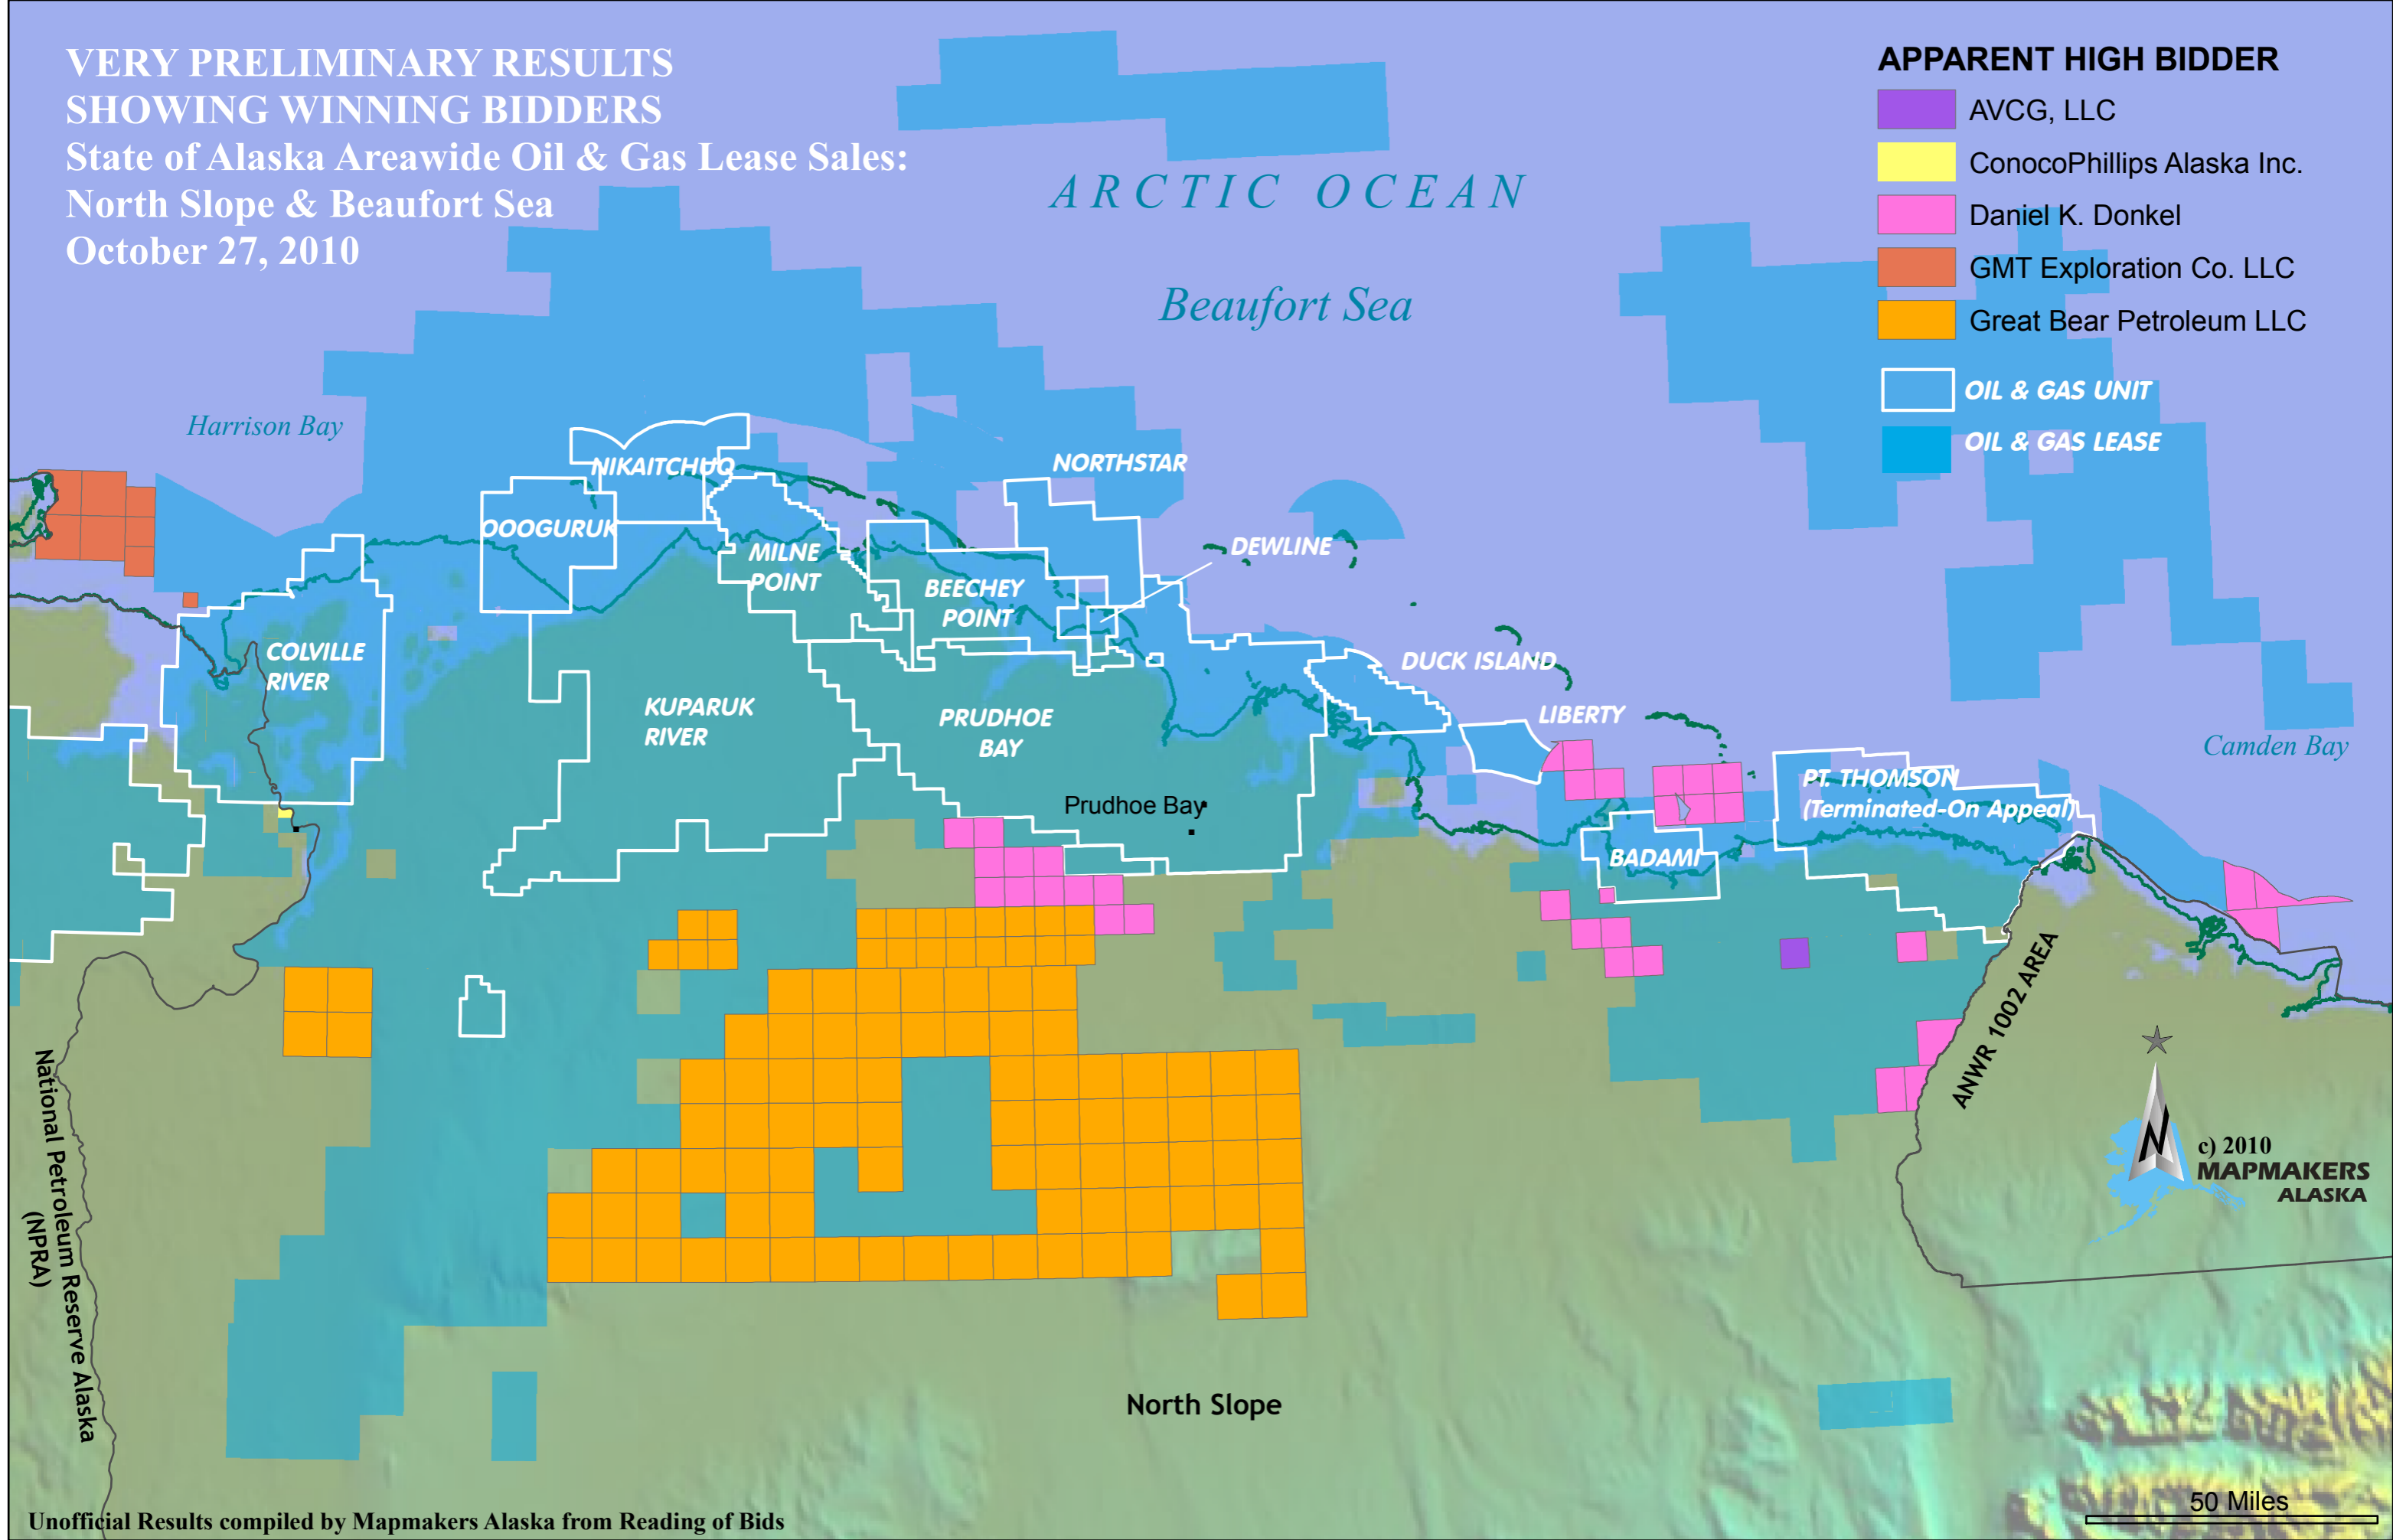 VERY PRELIMINARY RESULTS
SHOWING WINNING BIDDERS
State of Alaska Areawide Oil & Gas Lease Sales:
North Slope & Beaufort Sea
October 27, 2010
APPARENT HIGH BIDDER
AVCG, LLC
ConocoPhillips Alaska Inc.
Daniel K. Donkel
GMT Exploration Co. LLC
Great Bear Petroleum LLC
OIL & GAS UNIT
OIL & GAS LEASE
ARCTIC OCEAN
Beaufort Sea
Harrison Bay
NIKAITCHUQ
NORTHSTAR
OOOGURUK
DEWLINE
MILNE
POINT
BEECHEY
POINT
COLVILLE
RIVER
DUCK ISLAND
KUPARUK
RIVER
PRUDHOE
BAY
LIBERTY
Camden Bay
PT. THOMSON
(Terminated-On Appeal)
Prudhoe Bay
BADAMI
ANWR 1002 AREA
National Petroleum Reserve Alaska
(NPRA)
N
c) 2010
MAPMAKERS
ALASKA
North Slope
50 Miles
Unofficial Results compiled by Mapmakers Alaska from Reading of Bids